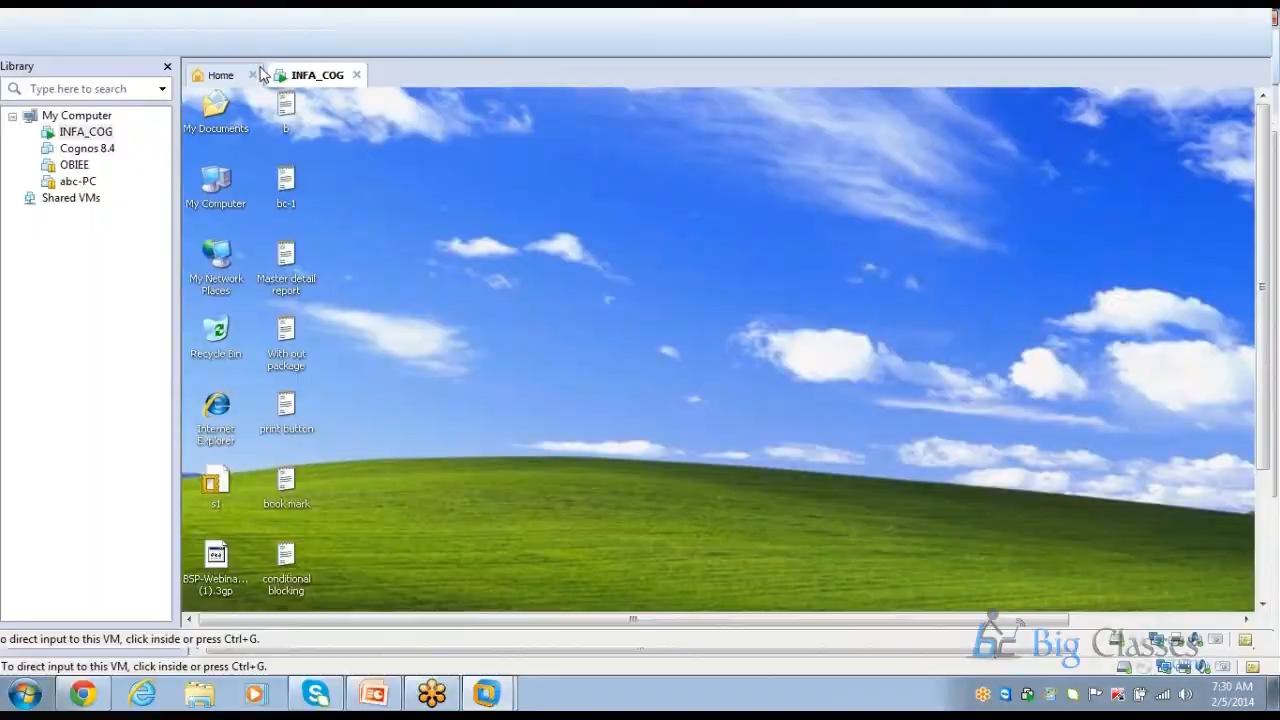 Library
Type here to search
My Computer
INFA_COG
Cognos 8.4
OBIEE
abc-PC
Shared VMs
Home
INFA_COG
My Documents
b
My Computer
bc-1
My Network
Places
Master detail
report
Recycle Bin
With out
package
Internet
Explorer
print button
s1
book mark
BSP-Webina...
(1).3gp
conditional
blocking
o direct input to this VM, click inside or press Ctrl+G.
To direct input to this VM, click inside or press Ctrl+G.
Big Classes
7:30 AM
2/5/2014